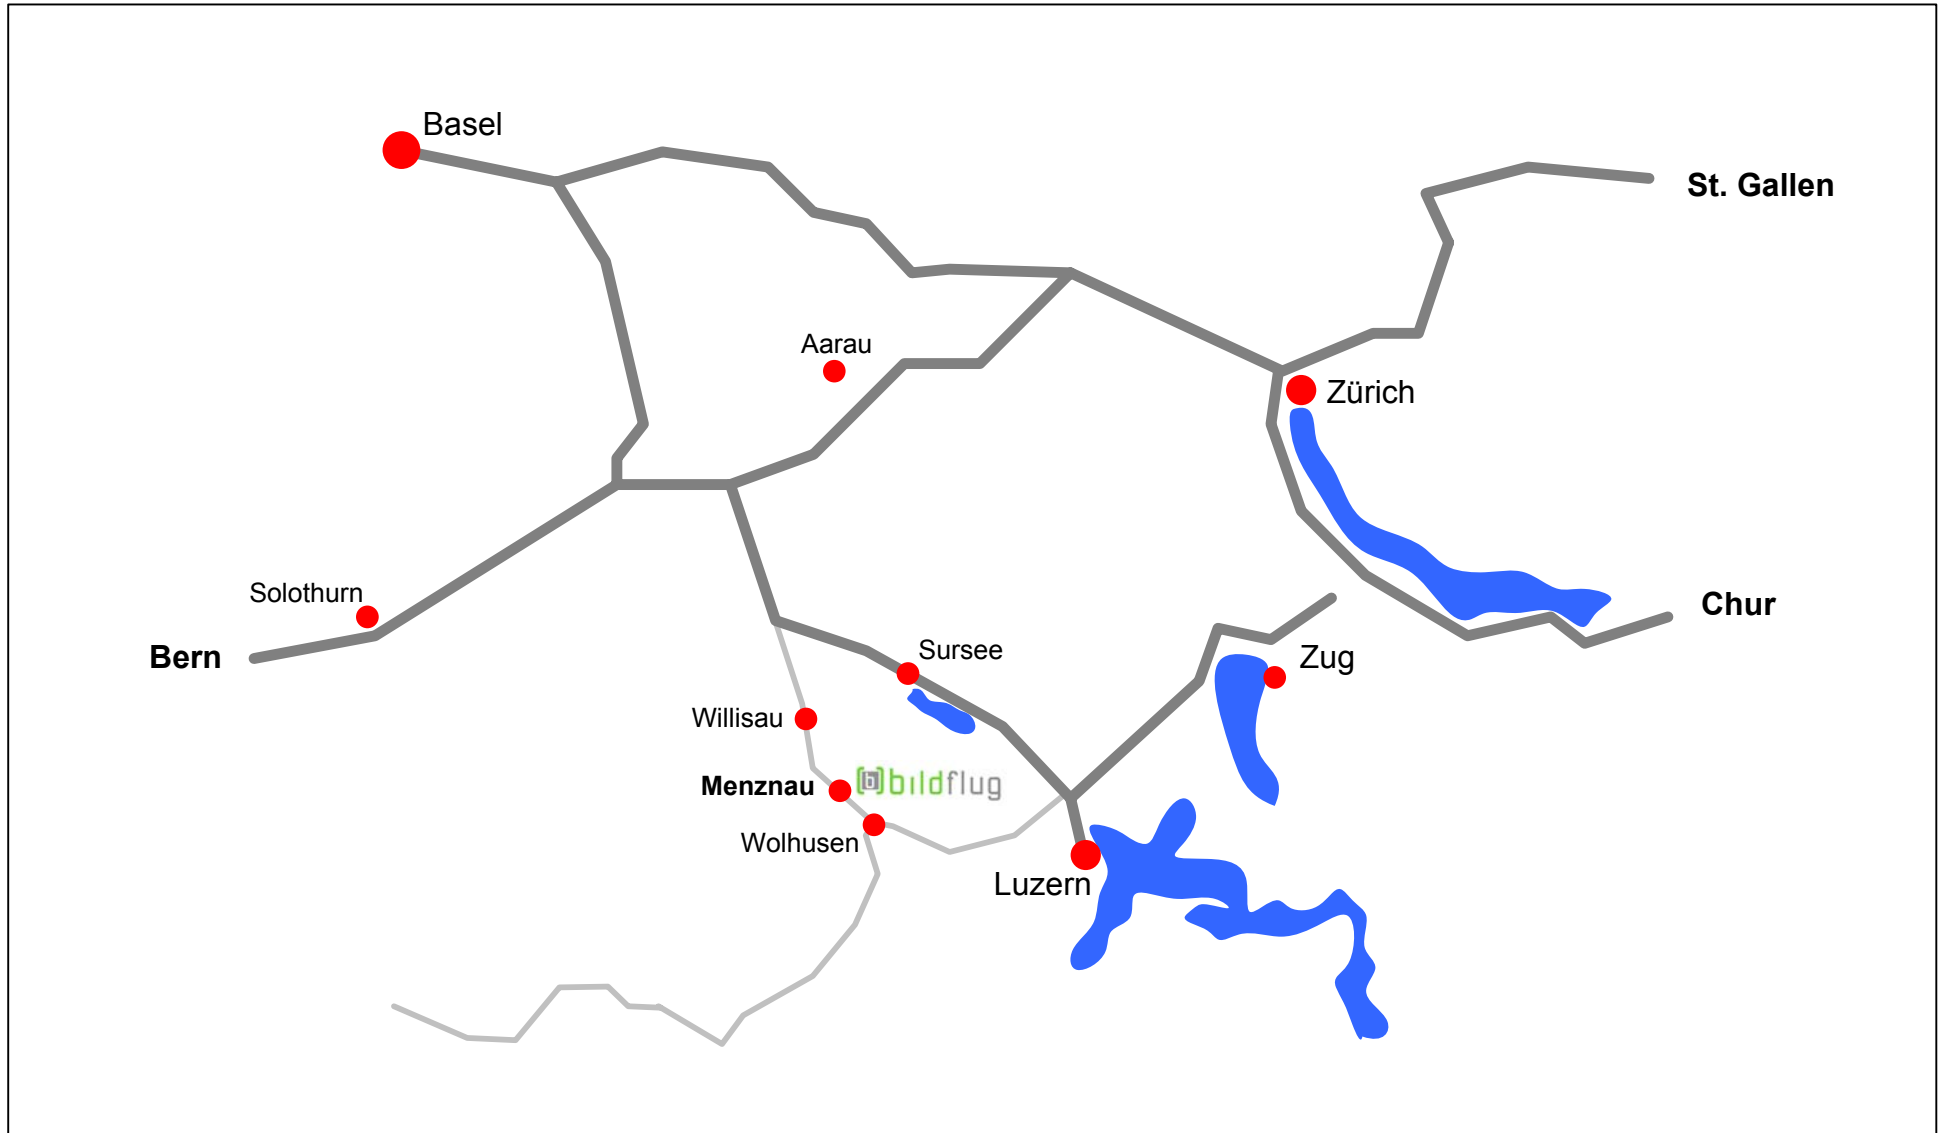 Basel
St. Gallen
Aarau
Zürich
Solothurn
Chur
Bern
Sursee
Zug
Willisau
Menznau
[b] bildflug
Wolhusen
Luzern